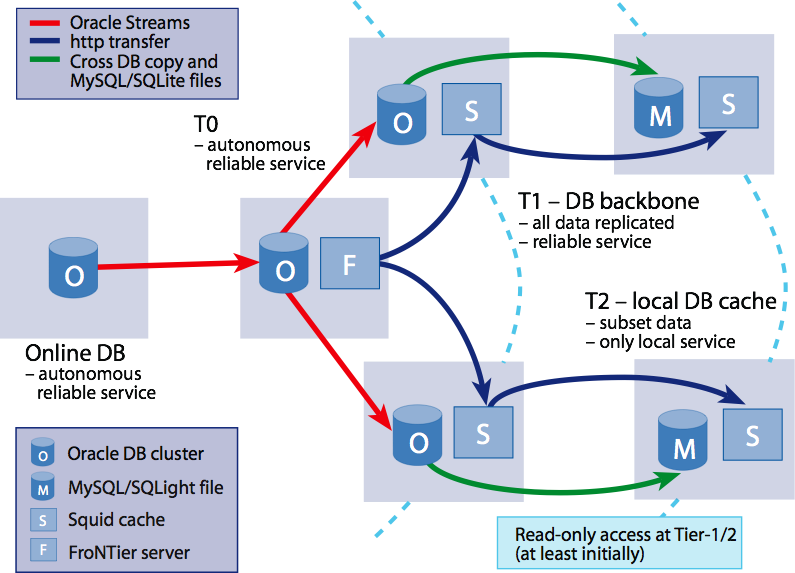 Oracle Streams
http transfer
Cross DB copy and
MySQL/SQLite files
T0
– autonomous
reliable service
O
S
M
S
T1 – DB backbone
– all data replicated
– reliable service
O
O
F
T2 – local DB cache
– subset data
– only local service
Online DB
– autonomous
reliable service
O
S
M
S
O Oracle DB cluster
M MySQL/SQLight file
S Squid cache
F FroNTier server
Read-only access at Tier-1/2
(at least initially)